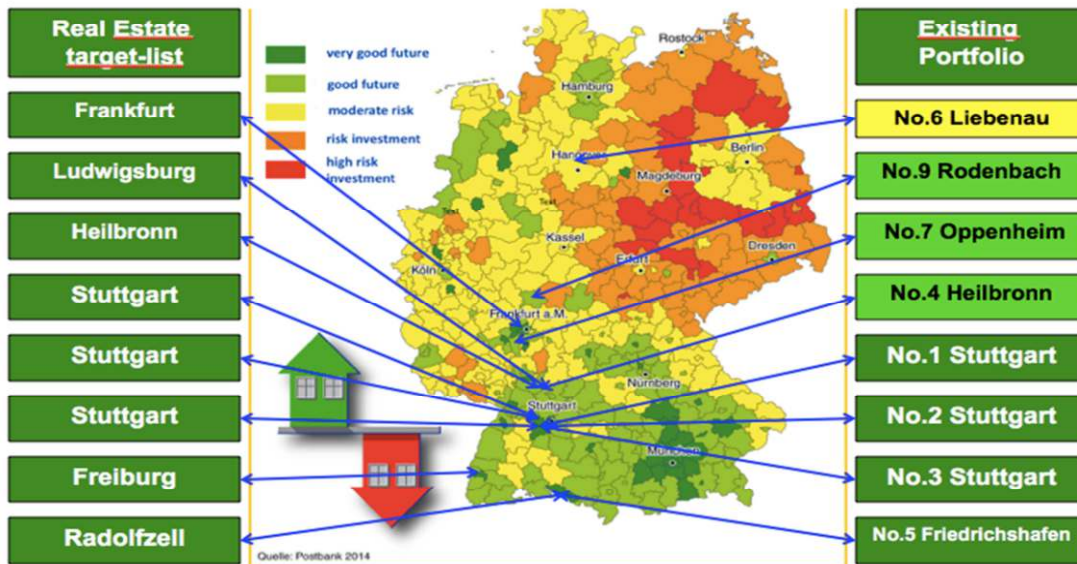 Real Estate
target-list
Frankfurt
Ludwigsburg
Heilbronn
Stuttgart
Stuttgart
Stuttgart
Freiburg
Radolfzell
very good future
good future
moderate risk
risk investment
high risk
investment
Rostock
Hamburg
Hannover
Berlin
Magdeburg
Text
Text
Kassel
Dresden
Erfurt
Köln
Frankfurt a.M.
Nürnberg
Stuttgart
München
Quelle: Postbank 2014
Existing
Portfolio
No.6 Liebenau
No.9 Rodenbach
No.7 Oppenheim
No.4 Heilbronn
No.1 Stuttgart
No.2 Stuttgart
No.3 Stuttgart
No.5 Friedrichshafen